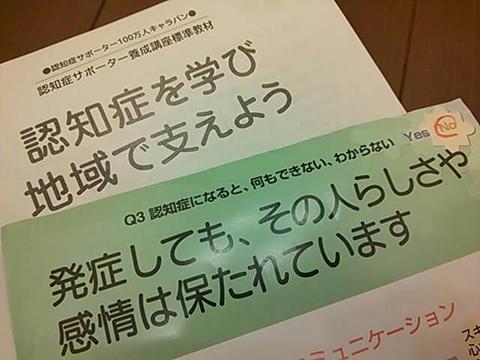 ●認知症サポーター100万人キャラバン●
認知症サポーター養成講座標準教材
認知症を学び
地域で支えよう
Yes No
Q3 認知症になると、何もできない、わからない
発症しても、その人らしさや
感情は保たれています
ミュニケーション
スキ
心